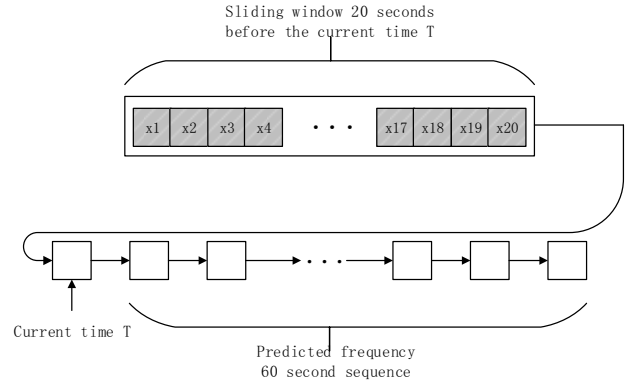 Sliding window 20 seconds
before the current time T
x1 x2 x3 x4 ··· x17 x18 x19 x20
···
Current time T
Predicted frequency
60 second sequence